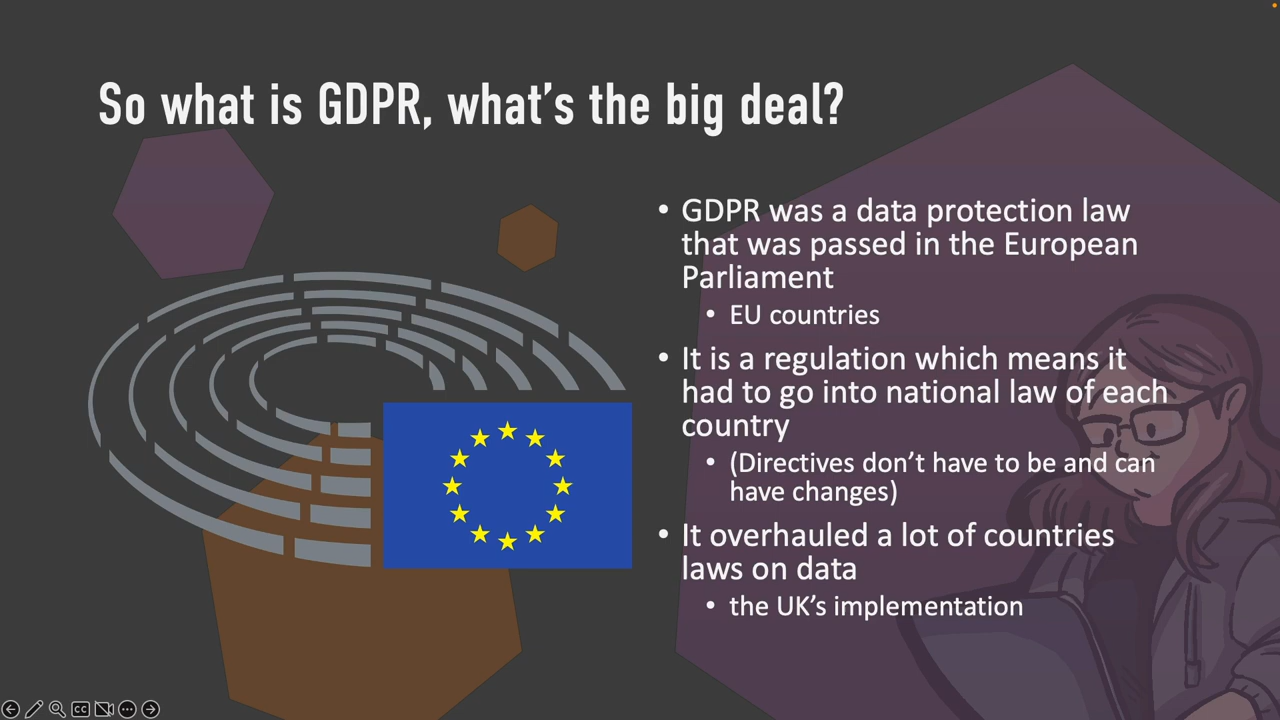 So what is GDPR, what's the big deal?
• GDPR was a data protection law
that was passed in the European
Parliament
• EU countries
• It is a regulation which means it
had to go into national law of each
country
• (Directives don't have to be and can
have changes)
• It overhauled a lot of countries
laws on data
• the UK's implementation
CC